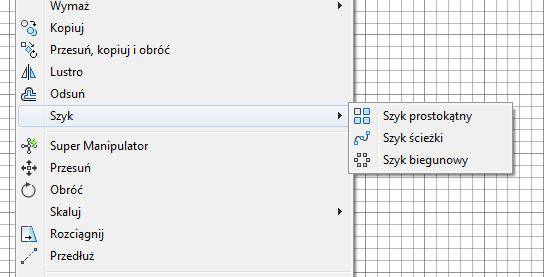 Wymaż
Kopiuj
Przesuń, kopiuj i obróć
Lustro
Odsuń
Szyk
Szyk prostokątny
Szyk ścieżki
Szyk biegunowy
Super Manipulator
Przesuń
Obróć
Skaluj
Rozciągnij
Przedłuż